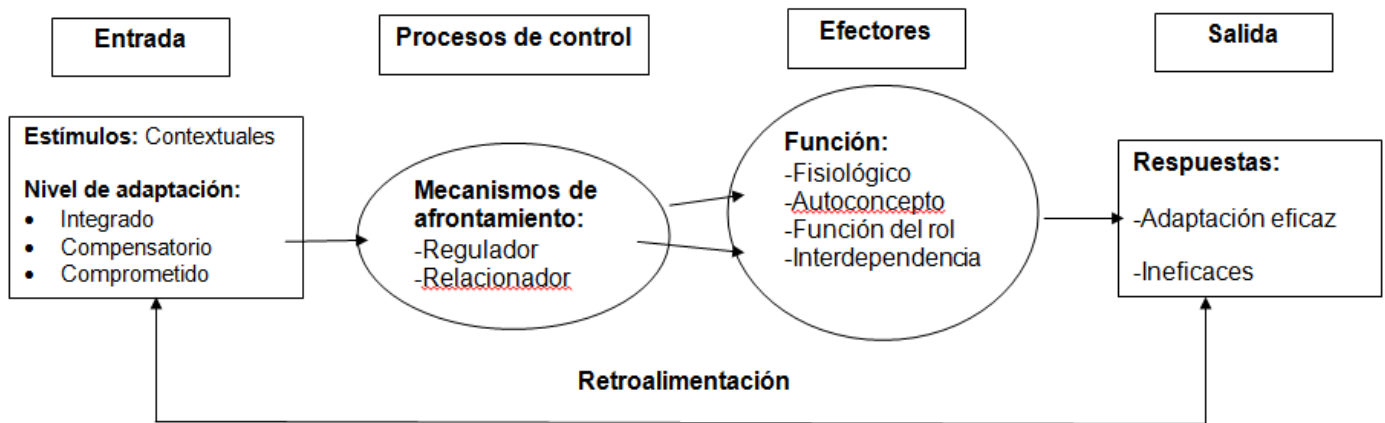 Entrada
Procesos de control
Efectores
Salida
Estímulos: Contextuales
Nivel de adaptación:
• Integrado
• Compensatorio
• Comprometido
Mecanismos de
afrontamiento:
-Regulador
-Relacionador
Función:
-Fisiológico
-Autoconcepto
-Función del rol
-Interdependencia
Respuestas:
-Adaptación eficaz
-Ineficaces
Retroalimentación